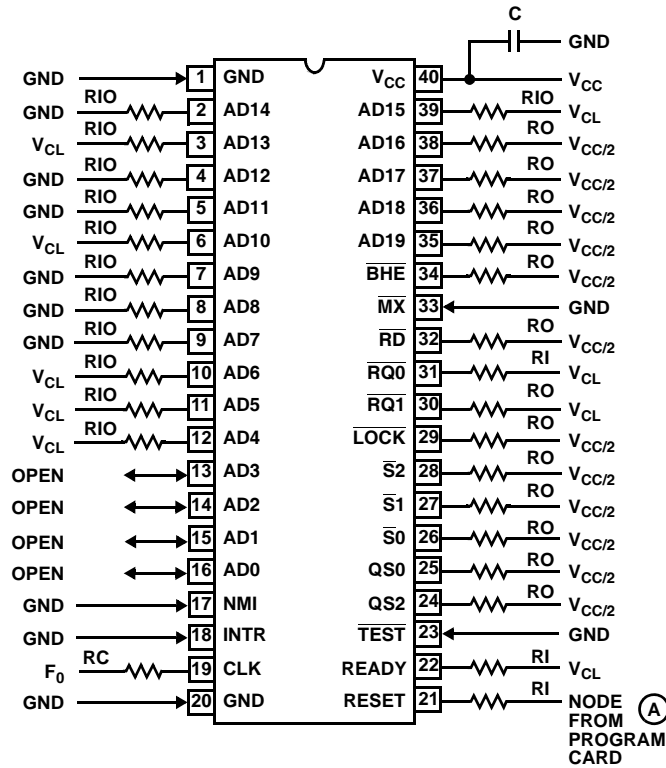 C
GND
GND 1 GND VCC 40 VCC
GND RIO 2 AD14 AD15 39 RIO VCL
VCL RIO 3 AD13 AD16 38 RO VCC/2
GND RIO 4 AD12 AD17 37 RO VCC/2
GND RIO 5 AD11 AD18 36 RO VCC/2
VCL RIO 6 AD10 AD19 35 RO VCC/2
GND RIO 7 AD9 BHE 34 RO VCC/2
GND RIO 8 AD8 MX 33 GND
GND RIO 9 AD7 RD 32 RO VCC/2
VCL RIO 10 AD6 RQ0 31 RI VCL
VCL RIO 11 AD5 RQ1 30 RO VCL
VCL RIO 12 AD4 LOCK 29 RO VCC/2
OPEN 13 AD3 S2 28 RO VCC/2
OPEN 14 AD2 S1 27 RO VCC/2
OPEN 15 AD1 S0 26 RO VCC/2
OPEN 16 AD0 QS0 25 RO VCC/2
GND 17 NMI QS2 24 RO VCC/2
GND 18 INTR TEST 23 GND
F0 RC 19 CLK READY 22 RI VCL
GND 20 GND RESET 21 RI NODE A
FROM
PROGRAM
CARD